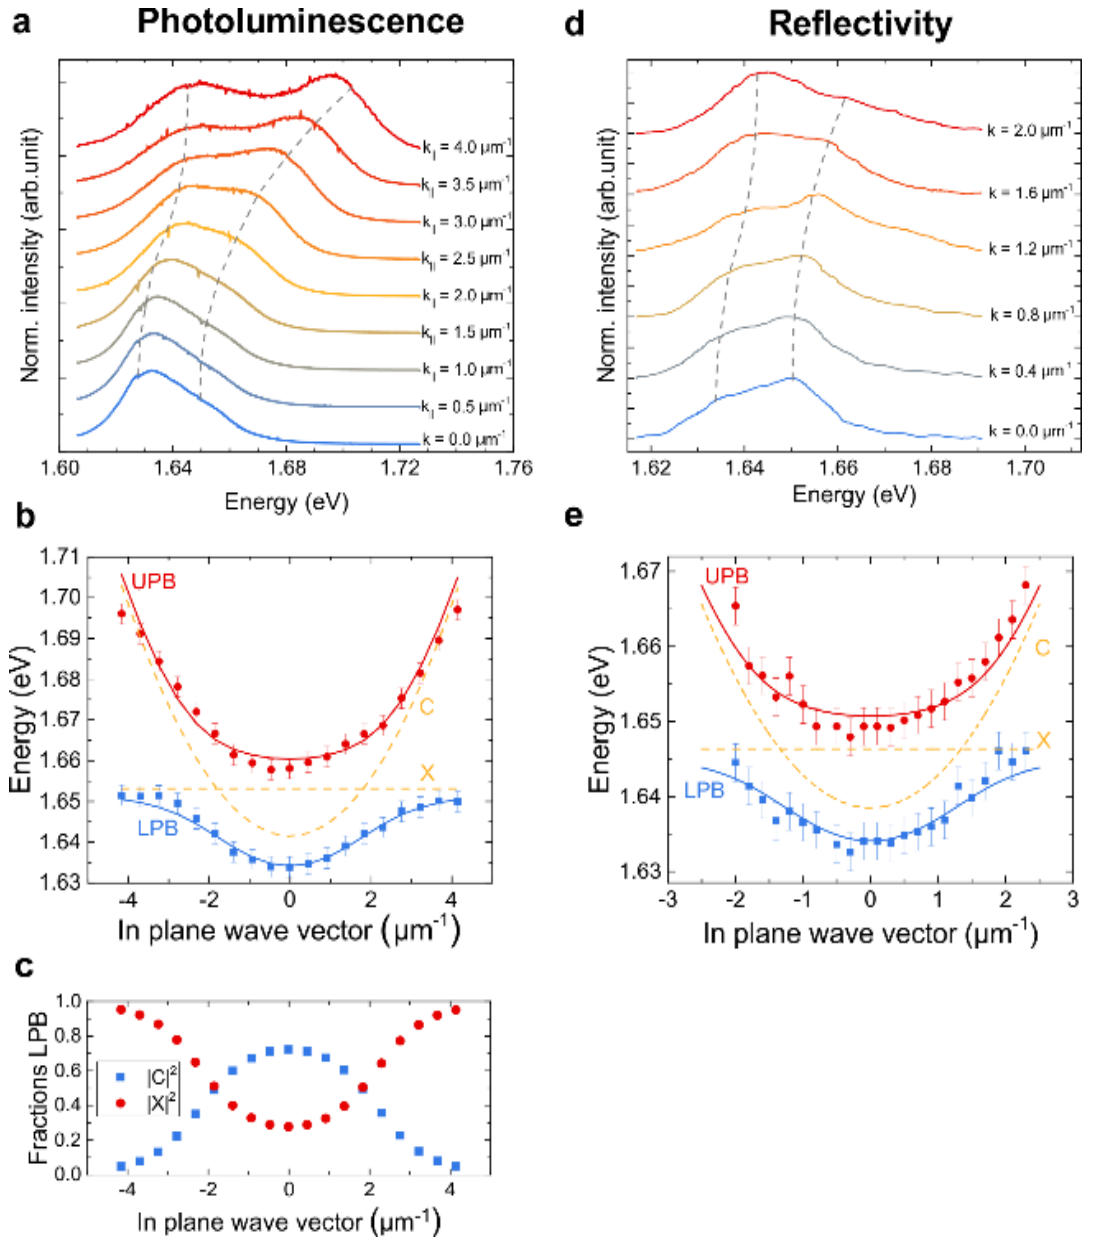 a Photoluminescence
Norm. intensity (arb.unit)
k∥ = 4.0 µm⁻¹
k∥ = 3.5 µm⁻¹
k∥ = 3.0 µm⁻¹
k∥ = 2.5 µm⁻¹
k∥ = 2.0 µm⁻¹
k∥ = 1.5 µm⁻¹
k∥ = 1.0 µm⁻¹
k∥ = 0.5 µm⁻¹
k = 0.0 µm⁻¹
1.60 1.64 1.68 1.72 1.76
Energy (eV)
d Reflectivity
Norm. intensity (arb.unit)
k = 2.0 µm⁻¹
k = 1.6 µm⁻¹
k = 1.2 µm⁻¹
k = 0.8 µm⁻¹
k = 0.4 µm⁻¹
k = 0.0 µm⁻¹
1.62 1.64 1.66 1.68 1.70
Energy (eV)
b
Energy (eV)
1.71
1.70
1.69
1.68
1.67
1.66
1.65
1.64
1.63
UPB
C
X
LPB
-4 -2 0 2 4
In plane wave vector (µm⁻¹)
e
Energy (eV)
1.67
1.66
1.65
1.64
1.63
UPB
C
X
LPB
-3 -2 -1 0 1 2 3
In plane wave vector (µm⁻¹)
c
Fractions LPB
1.0
0.8
0.6
0.4
0.2
0.0
|C|²
|X|²
-4 -2 0 2 4
In plane wave vector (µm⁻¹)